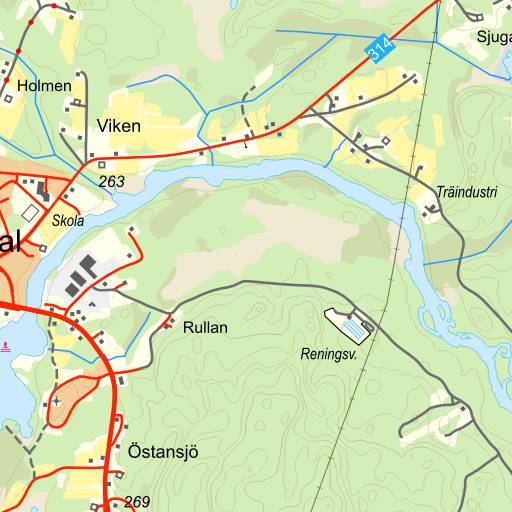 314
Sjuga
Holmen
Viken
263
Träindustri
Skola
al
Rullan
Reningsv.
Östansjö
269